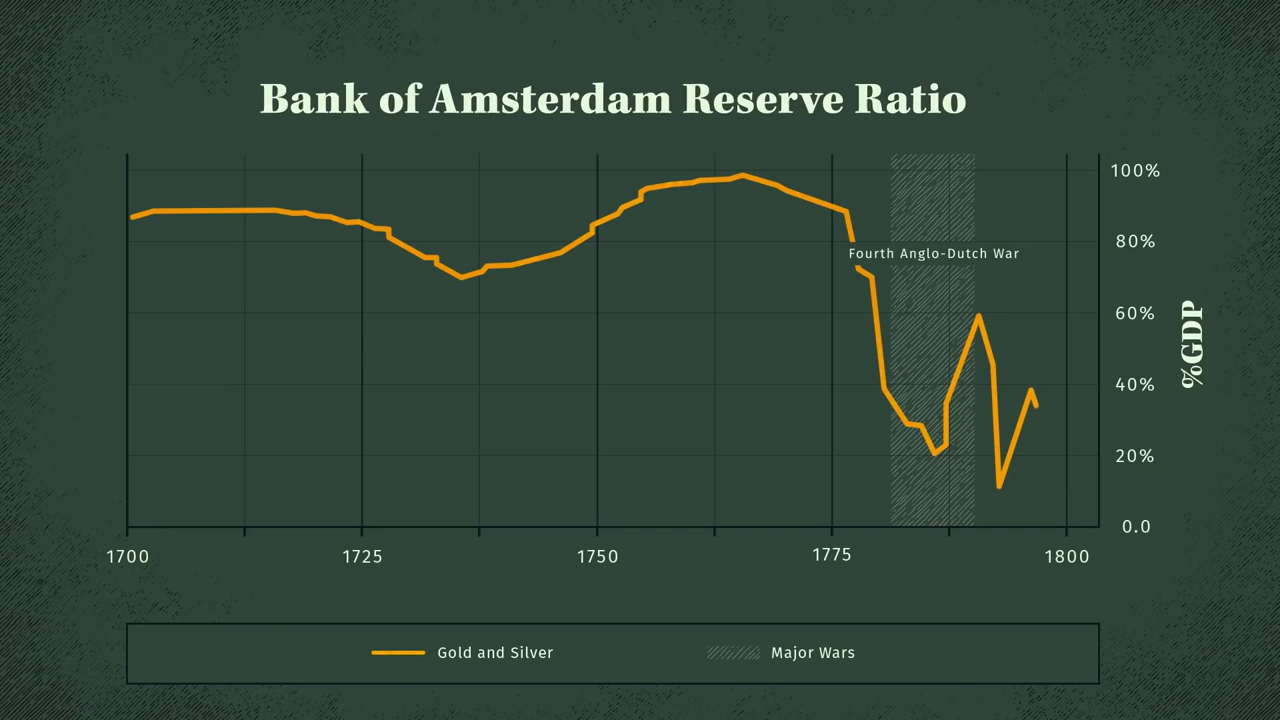 Bank of Amsterdam Reserve Ratio
100%
80%
Fourth Anglo-Dutch War
60%
%GDP
40%
20%
0.0
1700 1725 1750 1775 1800
Gold and Silver Major Wars